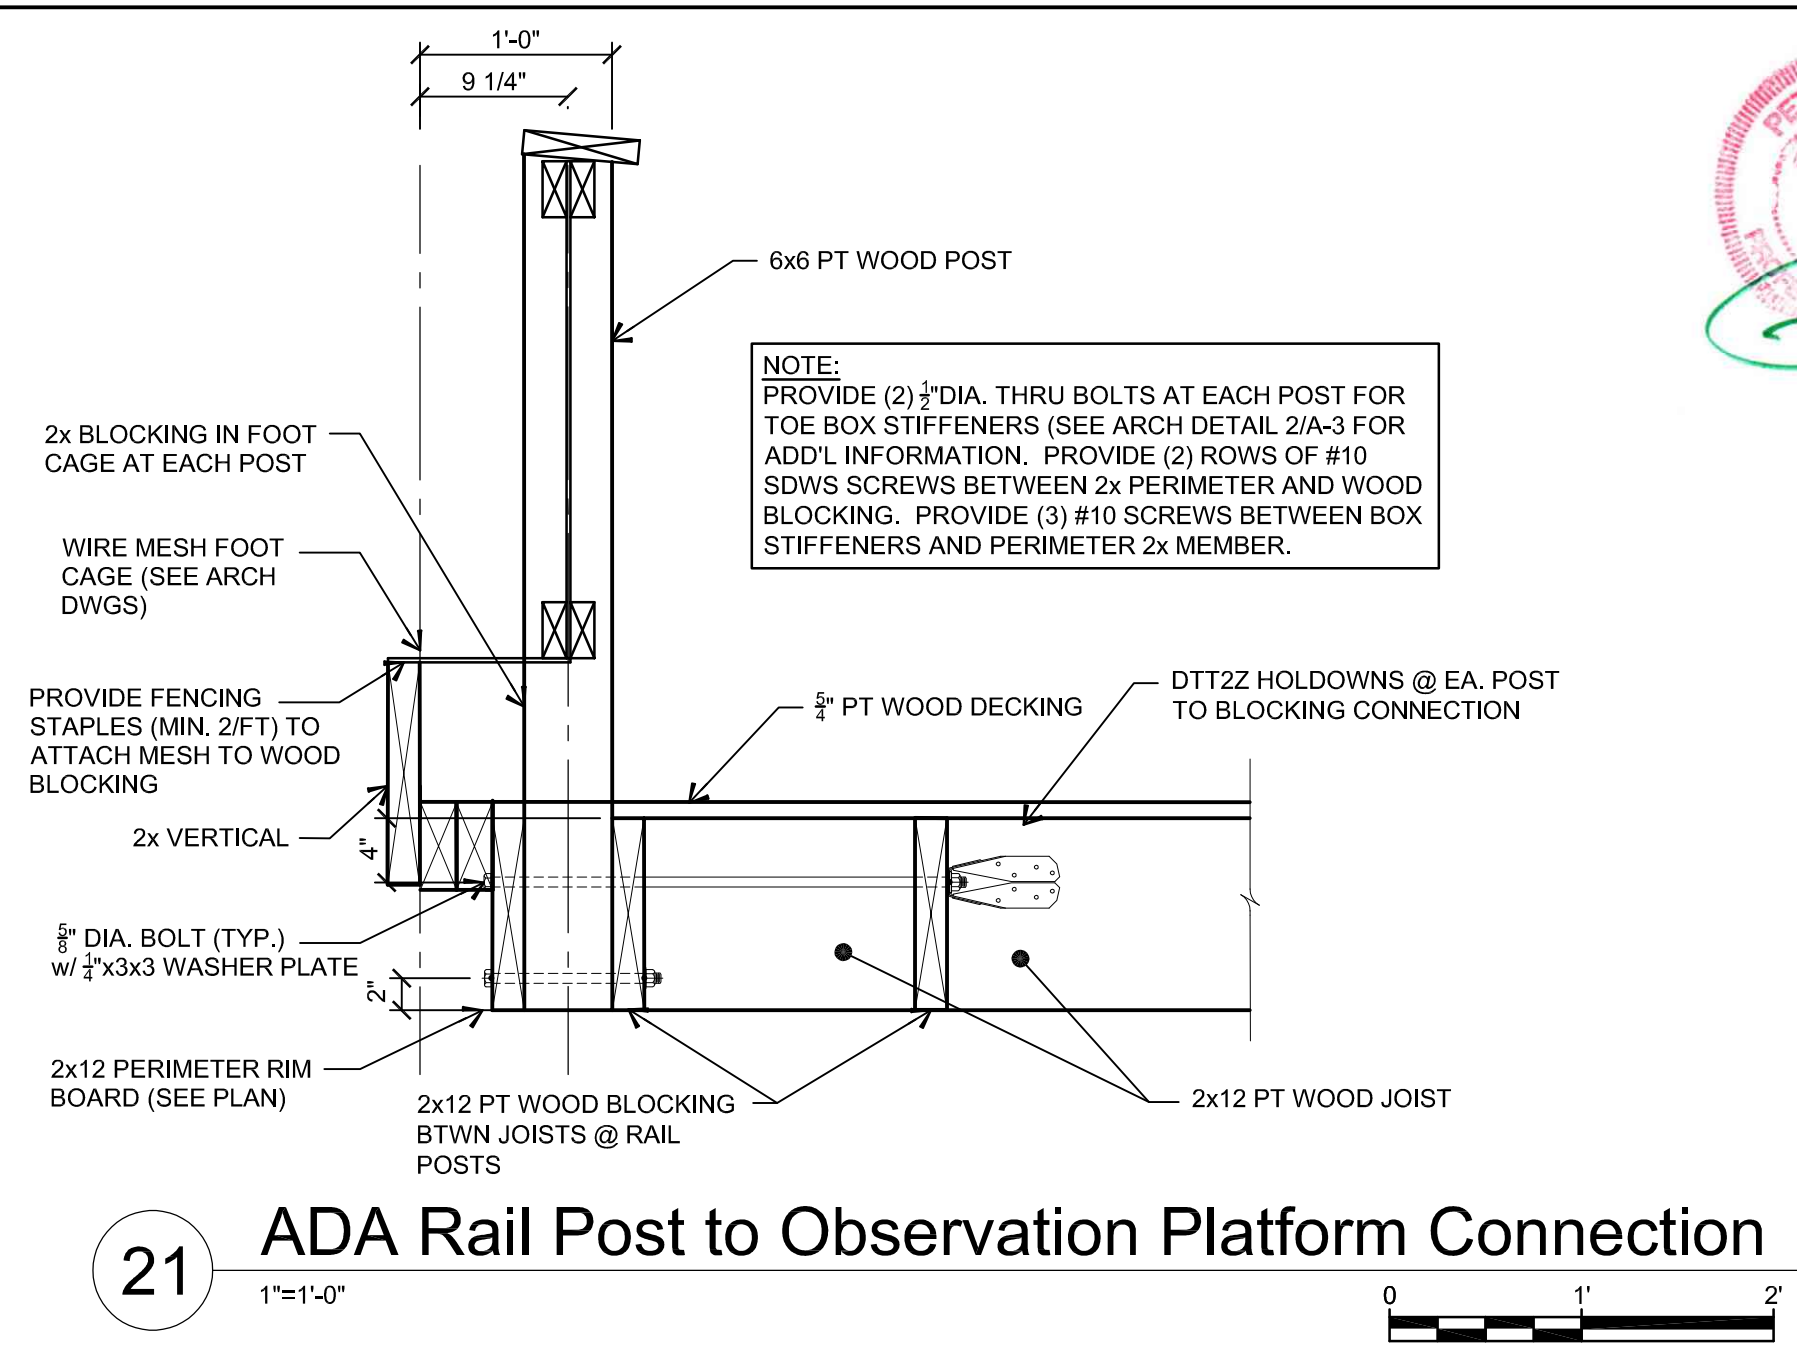 1'-0"
9 1/4"
6x6 PT WOOD POST
NOTE:
PROVIDE (2) 1/2"DIA. THRU BOLTS AT EACH POST FOR
TOE BOX STIFFENERS (SEE ARCH DETAIL 2/A-3 FOR
ADD'L INFORMATION.  PROVIDE (2) ROWS OF #10
SDWS SCREWS BETWEEN 2x PERIMETER AND WOOD
BLOCKING.  PROVIDE (3) #10 SCREWS BETWEEN BOX
STIFFENERS AND PERIMETER 2x MEMBER.
2x BLOCKING IN FOOT
CAGE AT EACH POST
WIRE MESH FOOT
CAGE (SEE ARCH
DWGS)
PROVIDE FENCING
STAPLES (MIN. 2/FT) TO
ATTACH MESH TO WOOD
BLOCKING
5/4" PT WOOD DECKING
DTT2Z HOLDOWNS @ EA. POST
TO BLOCKING CONNECTION
2x VERTICAL
4"
5/8" DIA. BOLT (TYP.)
w/ 1/4"x3x3 WASHER PLATE
2"
2x12 PERIMETER RIM
BOARD (SEE PLAN)
2x12 PT WOOD BLOCKING
BTWN JOISTS @ RAIL
POSTS
2x12 PT WOOD JOIST
21
ADA Rail Post to Observation Platform Connection
1"=1'-0"
0 1' 2'